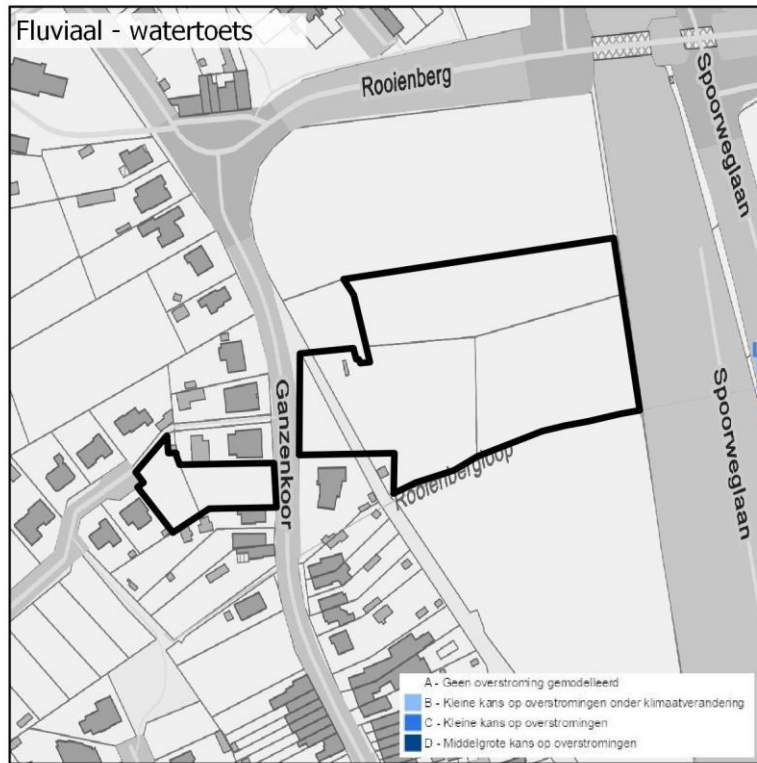 Fluviaal - watertoets
Rooienberg
Spoorweglaan
Ganzenkoor
Spoorweglaan
Rooienbergloop
A - Geen overstroming gemodelleerd
B - Kleine kans op overstromingen onder klimaatverandering
C - Kleine kans op overstromingen
D - Middelgrote kans op overstromingen